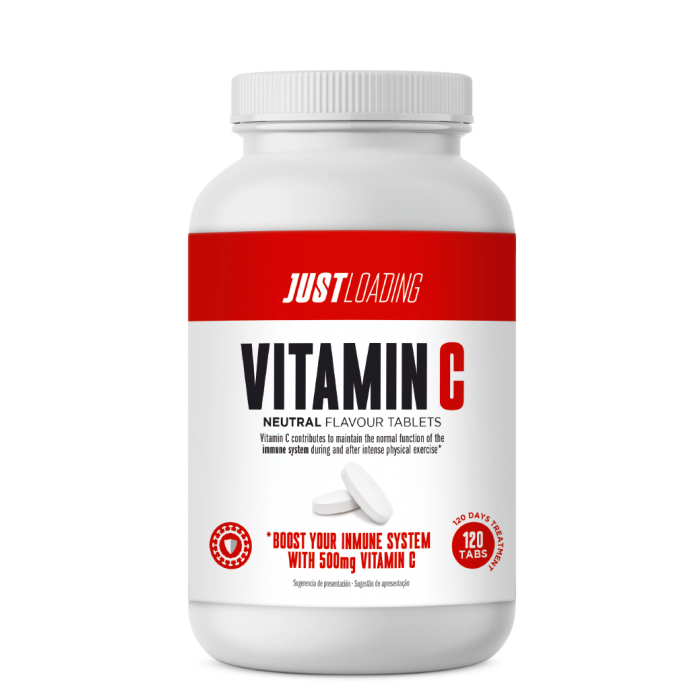 JUSTLOADING
VITAMIN C
NEUTRAL FLAVOUR TABLETS
Vitamin C contributes to maintain the normal function of the
immune system during and after intense physical exercise*
*BOOST YOUR INMUNE SYSTEM
WITH 500mg VITAMIN C
120 DAYS TREATMENT
120
TABS
Sugerencia de presentación · Sugestão de apresentação